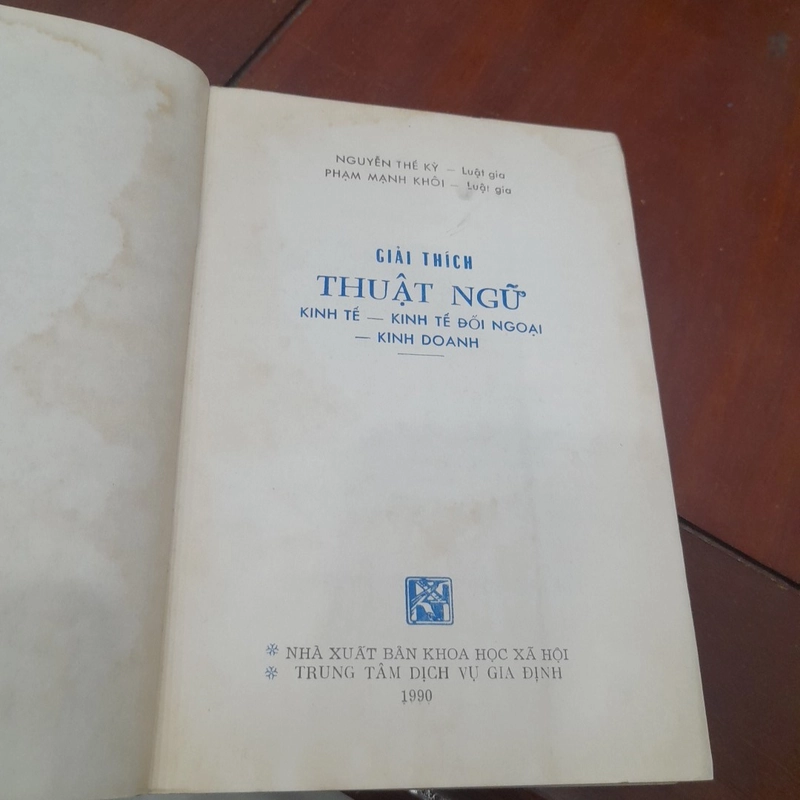 NGUYỄN THẾ KỶ — Luật gia
PHẠM MẠNH KHÔI — Luật gia
GIẢI THÍCH
THUẬT NGỮ
KINH TẾ — KINH TẾ ĐỐI NGOẠI
— KINH DOANH
NHÀ XUẤT BẢN KHOA HỌC XÃ HỘI
TRUNG TÂM DỊCH VỤ GIA ĐỊNH
1990